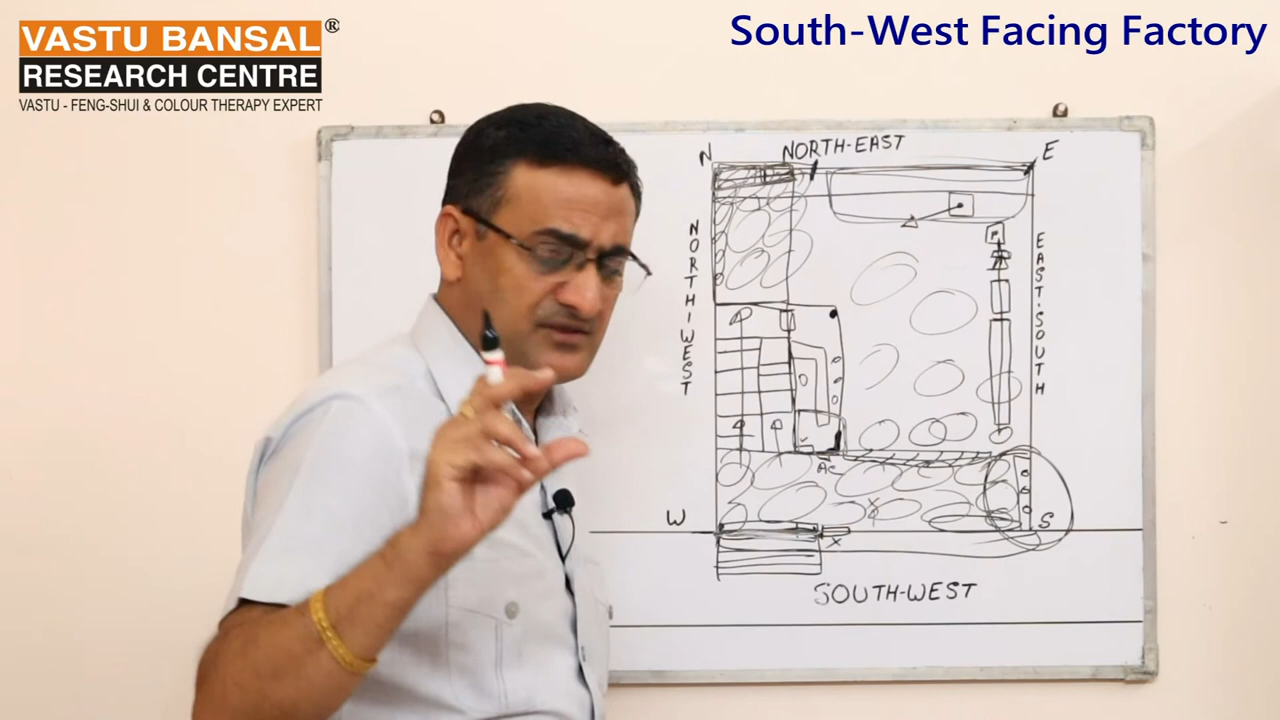 VASTU BANSAL®
RESEARCH CENTRE
VASTU - FENG-SHUI & COLOUR THERAPY EXPERT
South-West Facing Factory
N
NORTH-EAST
E
NORTH-WEST
EAST-SOUTH
P
AC
X
X
W
S
SOUTH-WEST